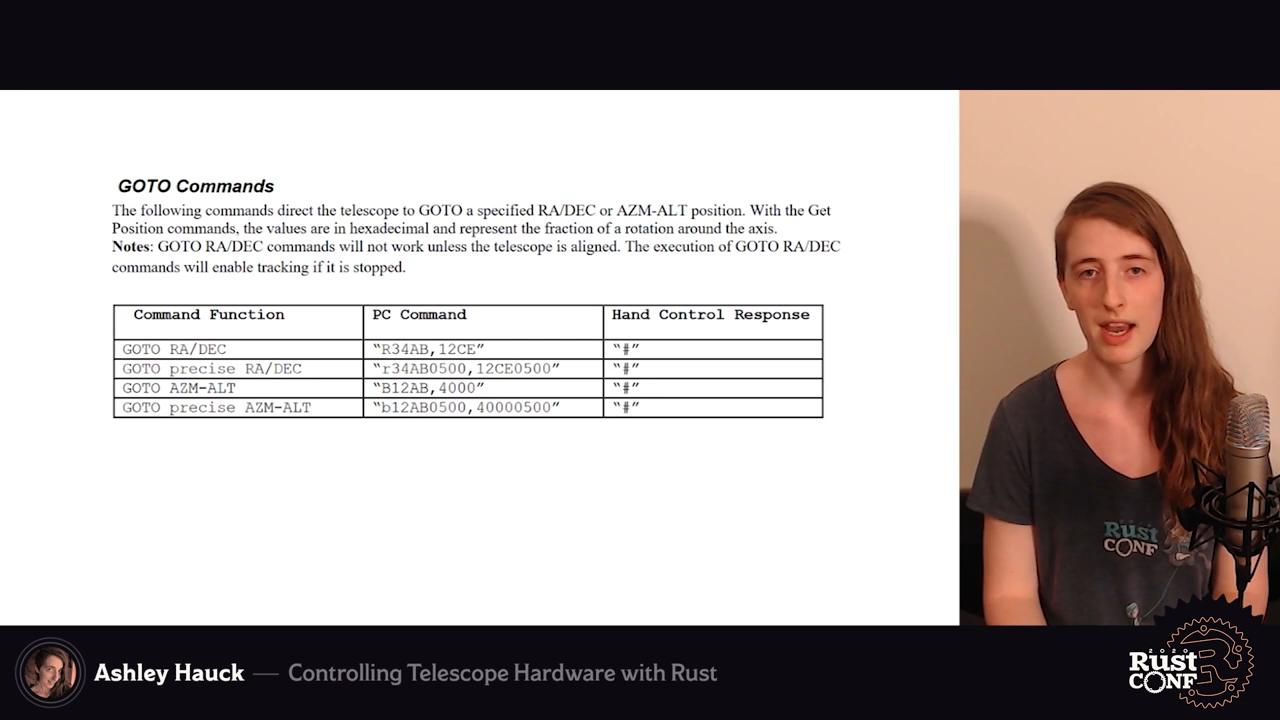 GOTO Commands
The following commands direct the telescope to GOTO a specified RA/DEC or AZM-ALT position. With the Get
Position commands, the values are in hexadecimal and represent the fraction of a rotation around the axis.
Notes: GOTO RA/DEC commands will not work unless the telescope is aligned. The execution of GOTO RA/DEC
commands will enable tracking if it is stopped.
Command Function PC Command Hand Control Response
GOTO RA/DEC “R34AB,12CE” “#”
GOTO precise RA/DEC “r34AB0500,12CE0500” “#”
GOTO AZM-ALT “B12AB,4000” “#”
GOTO precise AZM-ALT “b12AB0500,40000500” “#”
RUST
CONF
Ashley Hauck — Controlling Telescope Hardware with Rust
2020
RUST
CONF
R